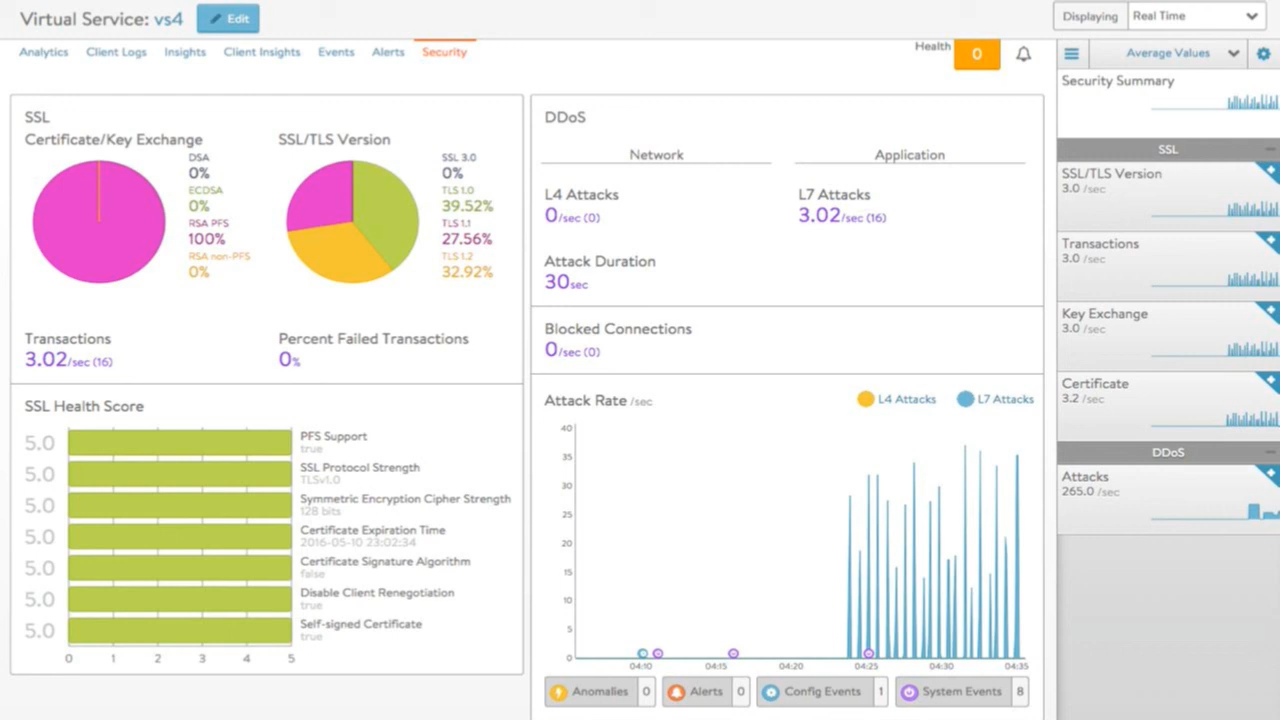 Virtual Service: vs4
Edit
Displaying
Real Time
Analytics
Client Logs
Insights
Client Insights
Events
Alerts
Security
Health
0
Average Values
SSL
Certificate/Key Exchange
DSA
0%
ECDSA
0%
RSA PFS
100%
RSA non-PFS
0%
SSL/TLS Version
SSL 3.0
0%
TLS 1.0
39.52%
TLS 1.1
27.56%
TLS 1.2
32.92%
Transactions
3.02/sec (16)
Percent Failed Transactions
0%
SSL Health Score
5.0
PFS Support
true
5.0
SSL Protocol Strength
TLSv1.0
5.0
Symmetric Encryption Cipher Strength
128 bits
5.0
Certificate Expiration Time
2016-05-10 23:02:34
5.0
Certificate Signature Algorithm
false
5.0
Disable Client Renegotiation
true
5.0
Self-signed Certificate
true
0 1 2 3 4 5
DDoS
Network
Application
L4 Attacks
0/sec (0)
L7 Attacks
3.02/sec (16)
Attack Duration
30sec
Blocked Connections
0/sec (0)
Attack Rate /sec
L4 Attacks
L7 Attacks
40
35
30
25
20
15
10
5
0
04:10 04:15 04:20 04:25 04:30 04:35
Anomalies 0
Alerts 0
Config Events 1
System Events 8
Security Summary
SSL
SSL/TLS Version
3.0 /sec
Transactions
3.0 /sec
Key Exchange
3.0 /sec
Certificate
3.2 /sec
DDoS
Attacks
265.0 /sec